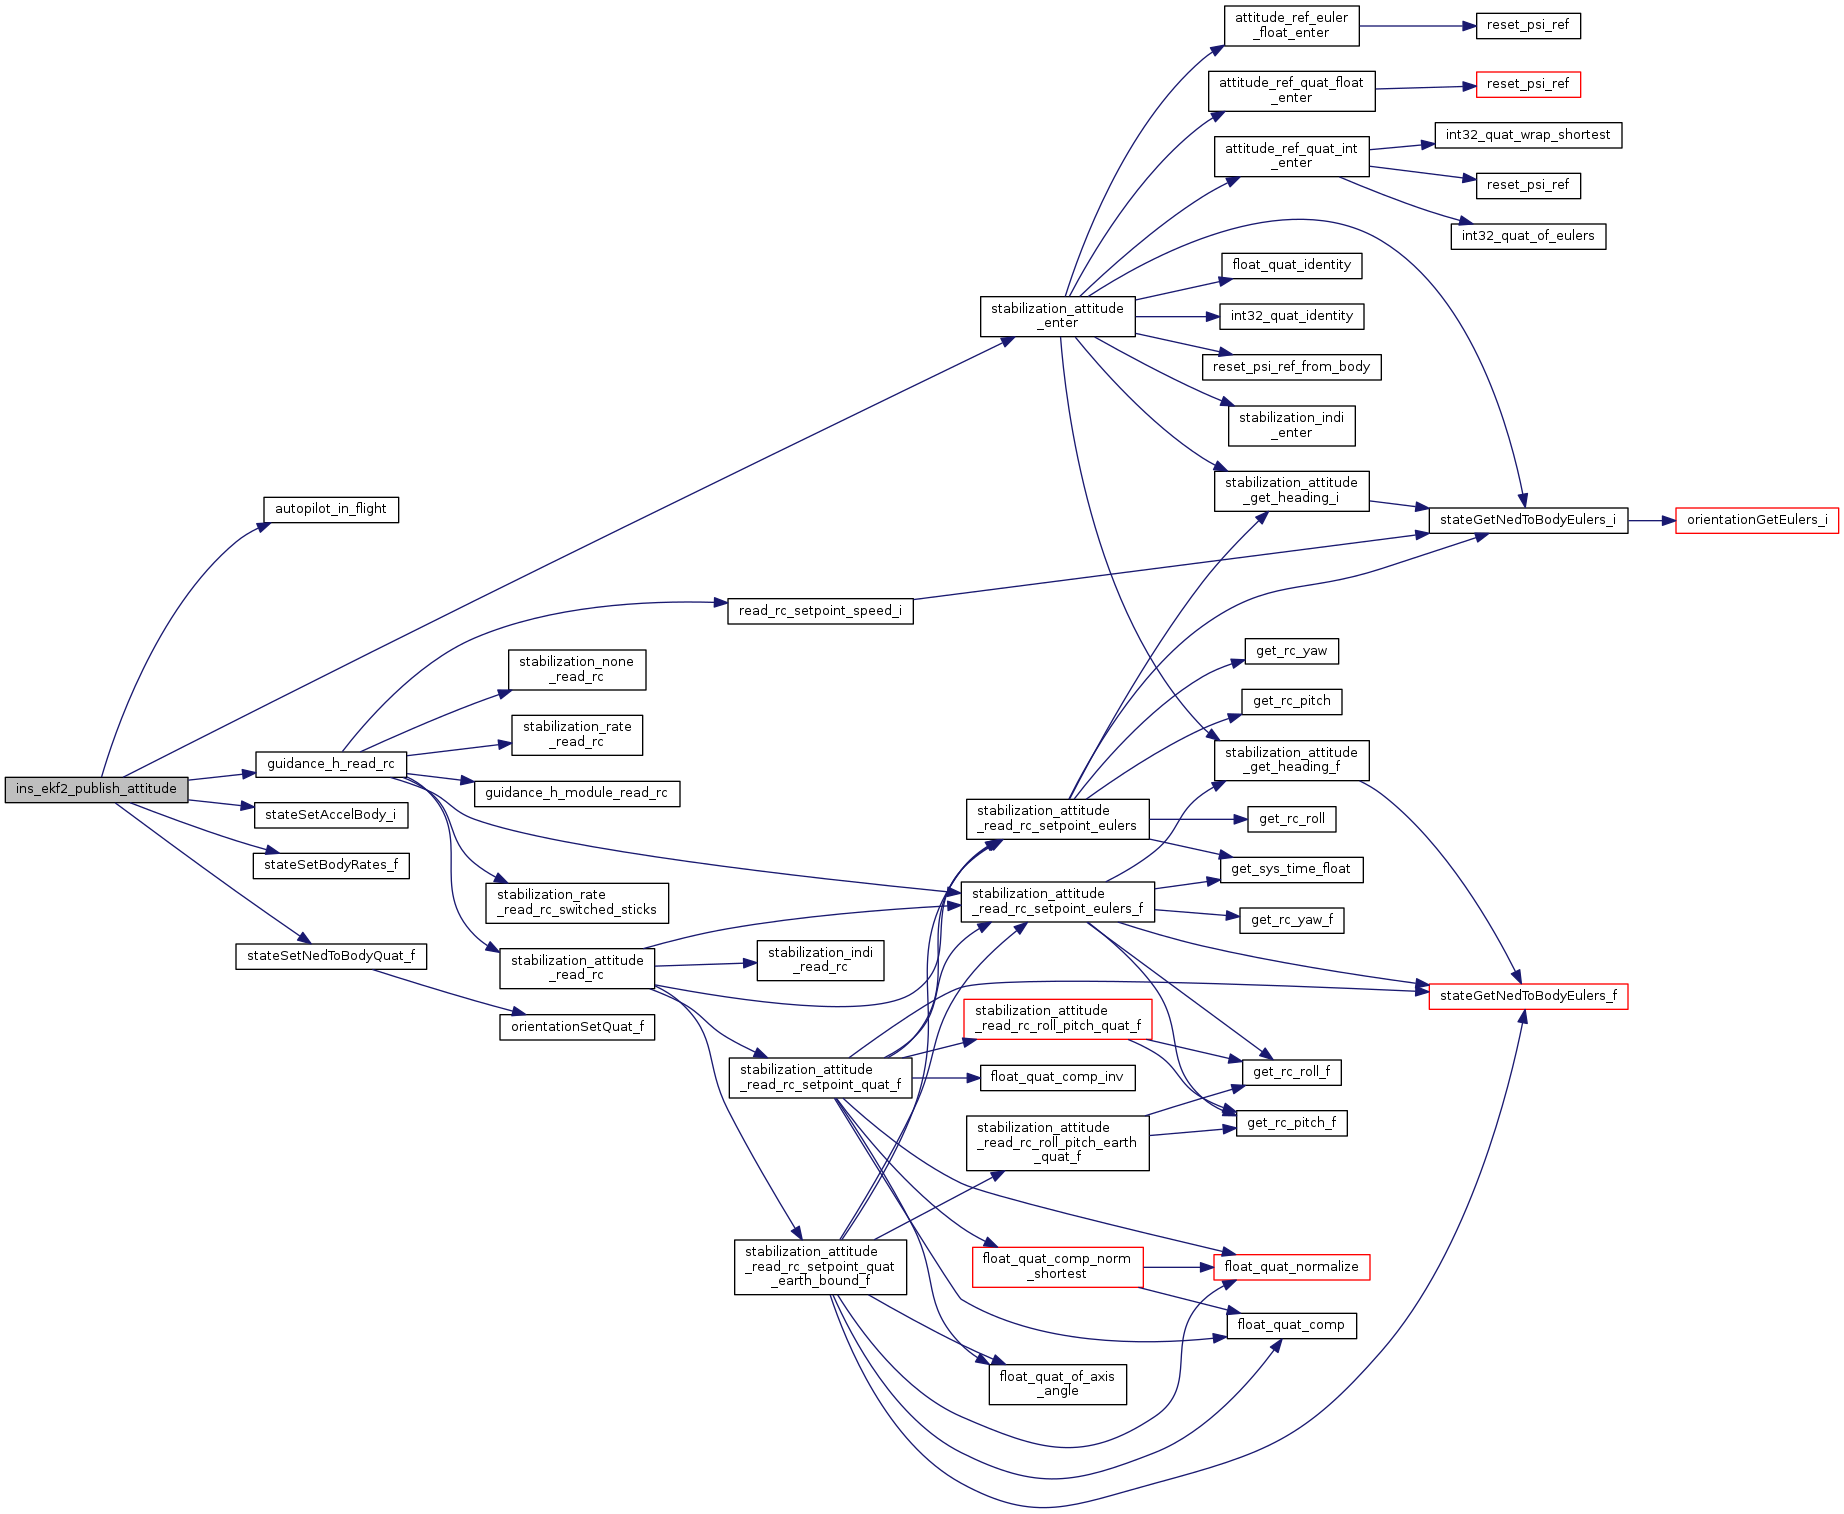 ins_ekf2_publish_attitude
autopilot_in_flight
guidance_h_read_rc
stateSetAccelBody_i
stateSetBodyRates_f
stateSetNedToBodyQuat_f
stabilization_none
_read_rc
stabilization_rate
_read_rc
guidance_h_module_read_rc
stabilization_rate
_read_rc_switched_sticks
stabilization_attitude
_read_rc
orientationSetQuat_f
read_rc_setpoint_speed_i
stabilization_indi
_read_rc
stabilization_attitude
_read_rc_setpoint_quat_f
stabilization_attitude
_read_rc_setpoint_quat
_earth_bound_f
stabilization_attitude
_enter
stabilization_attitude
_read_rc_setpoint_eulers
stabilization_attitude
_read_rc_setpoint_eulers_f
stabilization_attitude
_read_rc_roll_pitch_quat_f
float_quat_comp_inv
stabilization_attitude
_read_rc_roll_pitch_earth
_quat_f
float_quat_comp_norm
_shortest
float_quat_of_axis
_angle
attitude_ref_euler
_float_enter
attitude_ref_quat_float
_enter
attitude_ref_quat_int
_enter
float_quat_identity
int32_quat_identity
reset_psi_ref_from_body
stabilization_indi
_enter
stabilization_attitude
_get_heading_i
get_rc_yaw
get_rc_pitch
stabilization_attitude
_get_heading_f
get_rc_roll
get_sys_time_float
get_rc_yaw_f
get_rc_roll_f
get_rc_pitch_f
float_quat_normalize
float_quat_comp
reset_psi_ref
reset_psi_ref
int32_quat_wrap_shortest
reset_psi_ref
int32_quat_of_eulers
stateGetNedToBodyEulers_i
stateGetNedToBodyEulers_f
orientationGetEulers_i